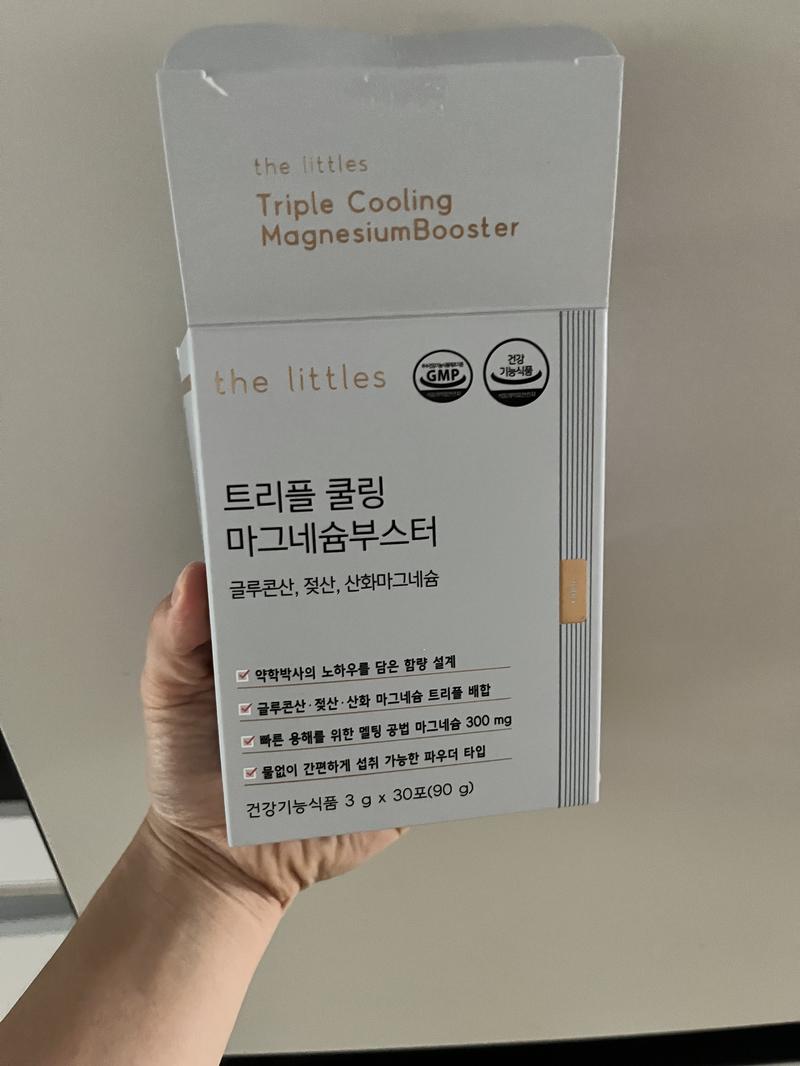 the littles
Triple Cooling
MagnesiumBooster
the littles
GMP
건강
기능식품
트리플 쿨링
마그네슘부스터
글루콘산, 젖산, 산화마그네슘
약학박사의 노하우를 담은 함량 설계
글루콘산·젖산·산화 마그네슘 트리플 배합
빠른 용해를 위한 멜팅 공법 마그네슘 300 mg
물없이 간편하게 섭취 가능한 파우더 타입
건강기능식품 3 g x 30포(90 g)